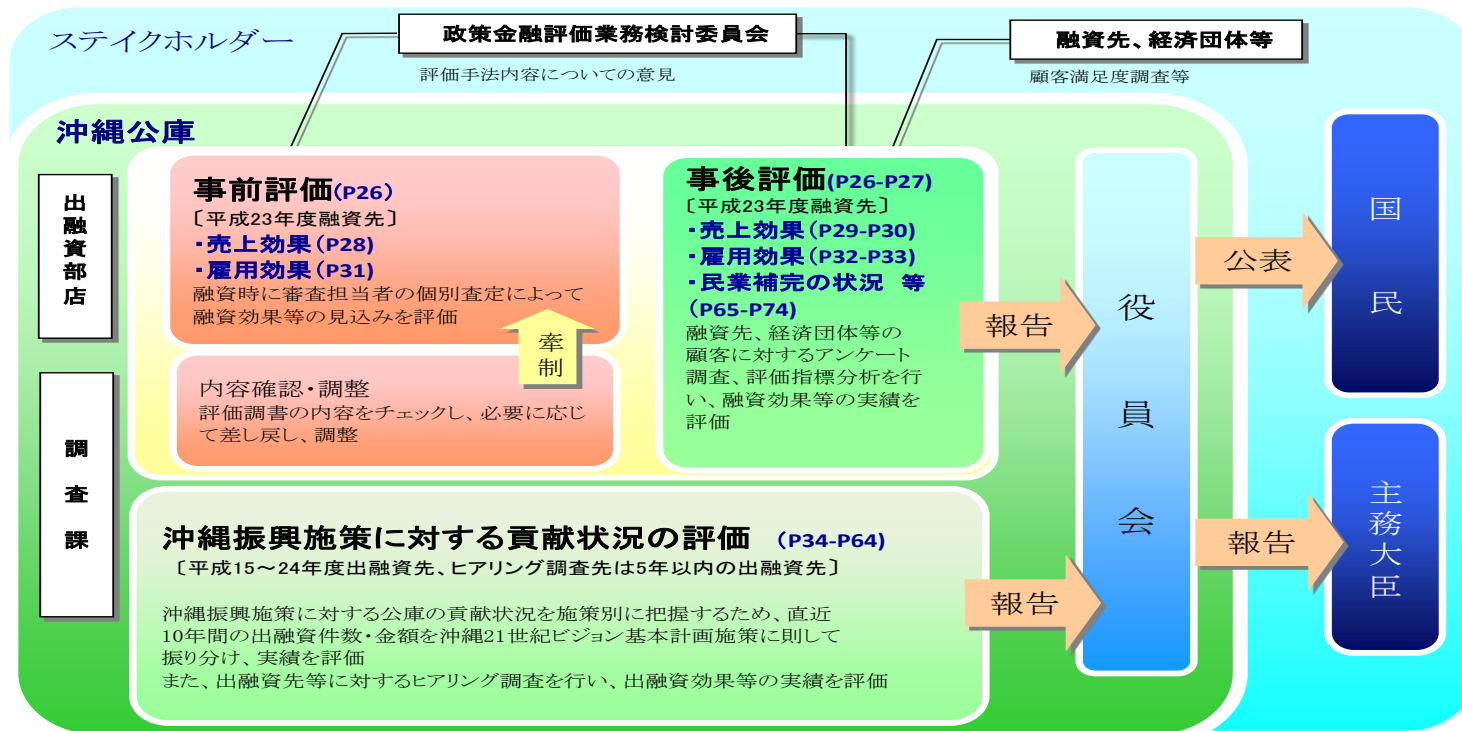 ステイクホルダー
政策金融評価業務検討委員会
評価手法内容についての意見
融資先、経済団体等
顧客満足度調査等
沖縄公庫
出融資部店
調査課
事前評価(P26)
〔平成23年度融資先〕
・売上効果(P28)
・雇用効果(P31)
融資時に審査担当者の個別査定によって
融資効果等の見込みを評価
牽制
内容確認・調整
評価調書の内容をチェックし、必要に応じ
て差し戻し、調整
事後評価(P26-P27)
〔平成23年度融資先〕
・売上効果(P29-P30)
・雇用効果(P32-P33)
・民業補完の状況 等
(P65-P74)
融資先、経済団体等の
顧客に対するアンケート
調査、評価指標分析を行
い、融資効果等の実績を
評価
報告
沖縄振興施策に対する貢献状況の評価 (P34-P64)
〔平成15～24年度出融資先、ヒアリング調査先は5年以内の出融資先〕
沖縄振興施策に対する公庫の貢献状況を施策別に把握するため、直近
10年間の出融資件数・金額を沖縄21世紀ビジョン基本計画施策に則して
振り分け、実績を評価
また、出融資先等に対するヒアリング調査を行い、出融資効果等の実績を評価
報告
役員会
公表
国民
報告
主務大臣